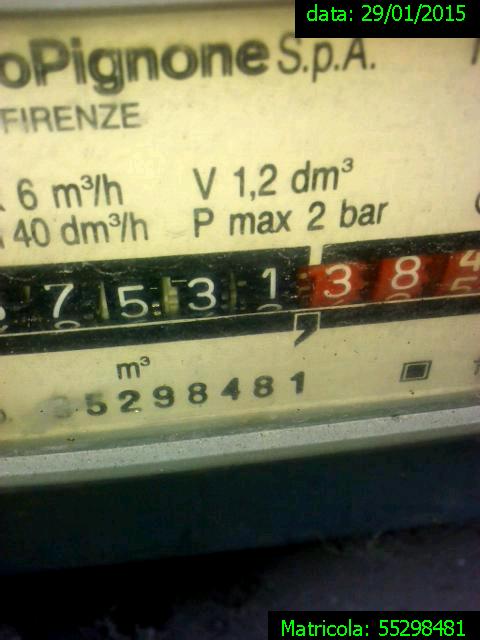 data: 29/01/2015
oPignone S.p.A.
FIRENZE
6 m³/h V 1,2 dm³
40 dm³/h P max 2 bar
7 5 3 1 3 8 4
m³ ,
5298481
Matricola: 55298481